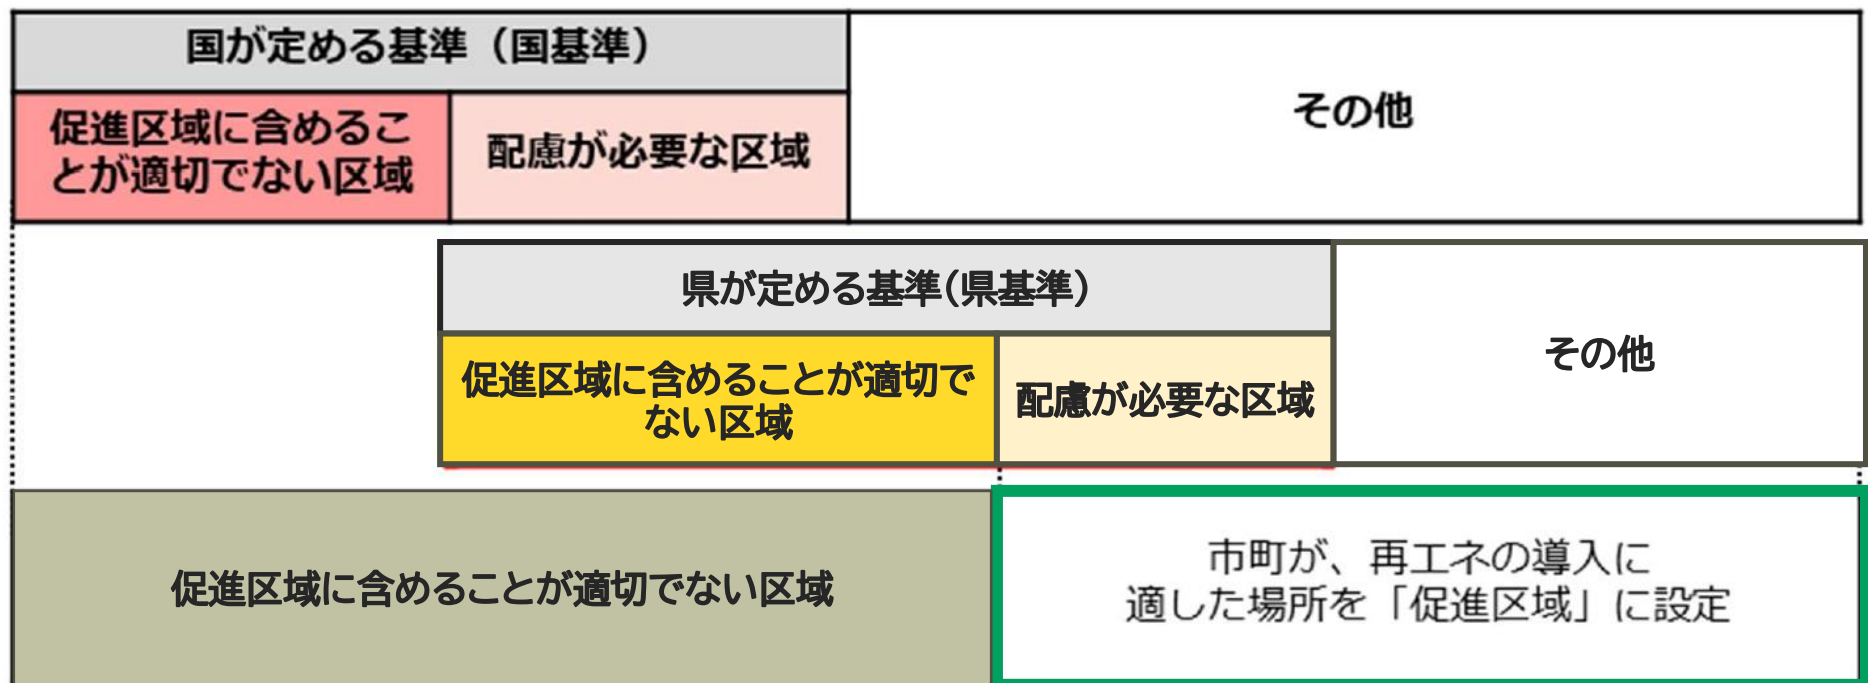 国が定める基準（国基準）
促進区域に含めるこ
とが適切でない区域
配慮が必要な区域
その他
県が定める基準(県基準)
促進区域に含めることが適切で
ない区域
配慮が必要な区域
その他
促進区域に含めることが適切でない区域
市町が、再エネの導入に
適した場所を「促進区域」に設定